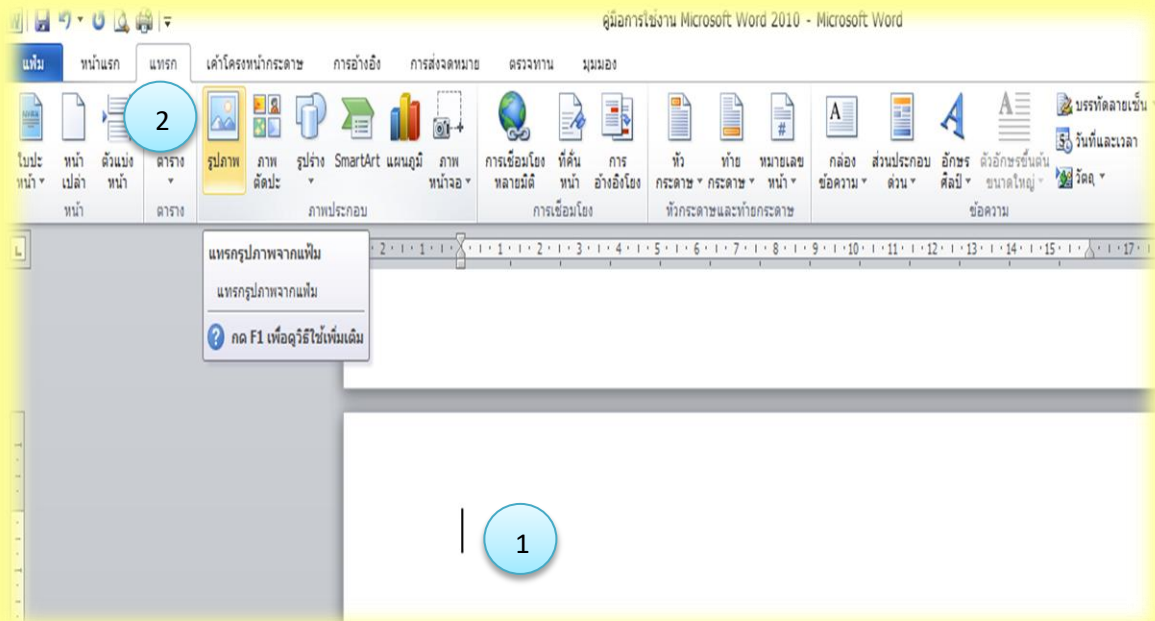 คู่มือการใช่งาน Microsoft Word 2010 - Microsoft Word
แฟ้ม หน้าแรก แทรก เค้าโครงหน้ากระดาษ การอ้างอิง การส่งจดหมาย ตรวจทาน มุมมอง
ใบปะ หน้า ตัวแบ่ง ตาราง รูปภาพ ภาพ รูปร่าง SmartArt แผนภูมิ ภาพ การเชื่อมโยง ที่คั่น การ หัว ท้าย หมายเลข กล่อง ส่วนประกอบ อักษร ตัวอักษรขึ้นต้น บรรทัดลายเซ็น
หน้า เปล่า หน้า ตัดปะ หน้าจอ หลายมิติ หน้า อ้างอิงโยง กระดาษ กระดาษ หน้า ข้อความ ด่วน ศิลป์ ขนาดใหญ่ วันที่และเวลา
วัตถุ
หน้า ตาราง ภาพประกอบ การเชื่อมโยง หัวกระดาษและท้ายกระดาษ ข้อความ
2
2 1 1 2 3 4 5 6 7 8 9 10 11 12 13 14 15 17
แทรกรูปภาพจากแฟ้ม
แทรกรูปภาพจากแฟ้ม
กด F1 เพื่อดูวิธีใช้เพิ่มเติม
1